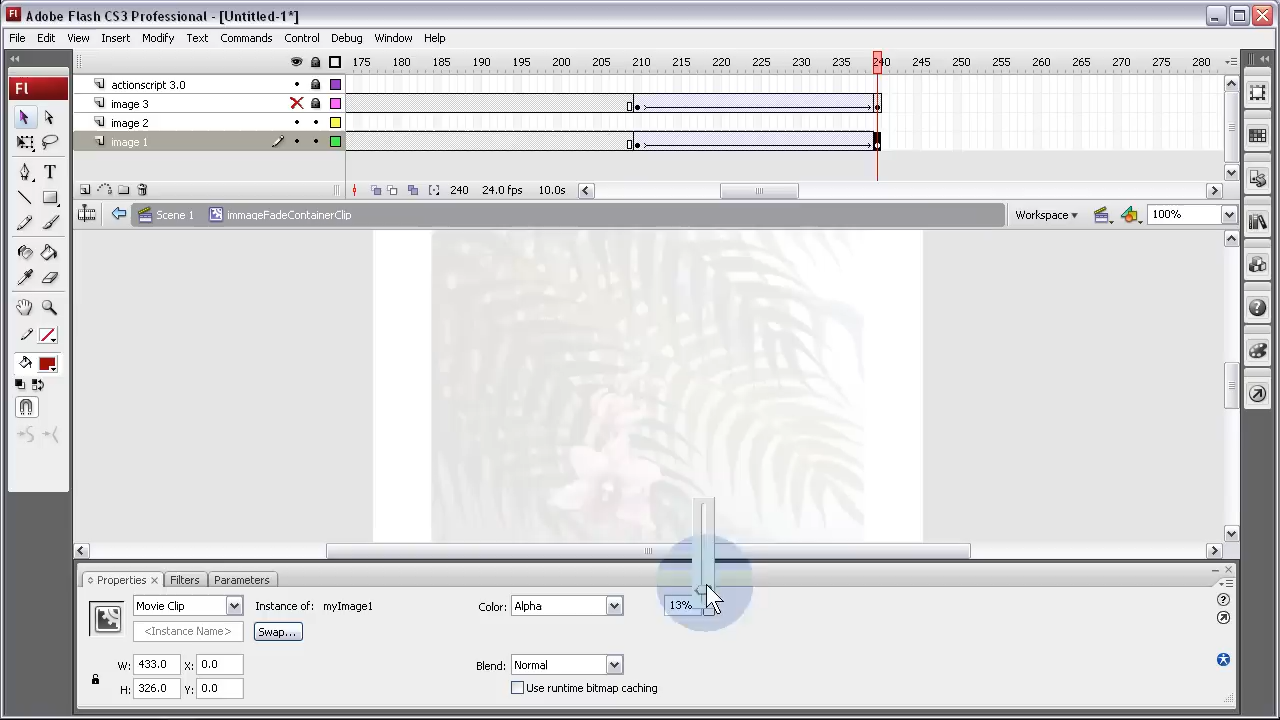 Fl Adobe Flash CS3 Professional - [Untitled-1*]
File Edit View Insert Modify Text Commands Control Debug Window Help
175 180 185 190 195 200 205 210 215 220 225 230 235 240 245 250 255 260 265 270 275 280
Fl
actionscript 3.0
image 3
image 2
image 1
240 24.0 fps 10.0s
Scene 1 immageFadeContainerClip Workspace 100%
T
Properties Filters Parameters
Movie Clip Instance of: myImage1 Color: Alpha 13%
<Instance Name> Swap...
W: 433.0 X: 0.0 Blend: Normal
H: 326.0 Y: 0.0 Use runtime bitmap caching